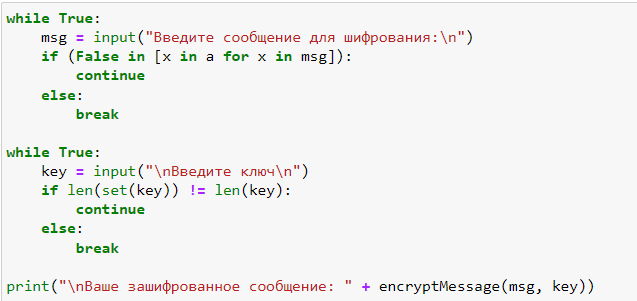 while True:
    msg = input("Введите сообщение для шифрования:\n")
    if (False in [x in a for x in msg]):
        continue
    else:
        break
while True:
    key = input("\nВведите ключ\n")
    if len(set(key)) != len(key):
        continue
    else:
        break
print("\nВаше зашифрованное сообщение: " + encryptMessage(msg, key))